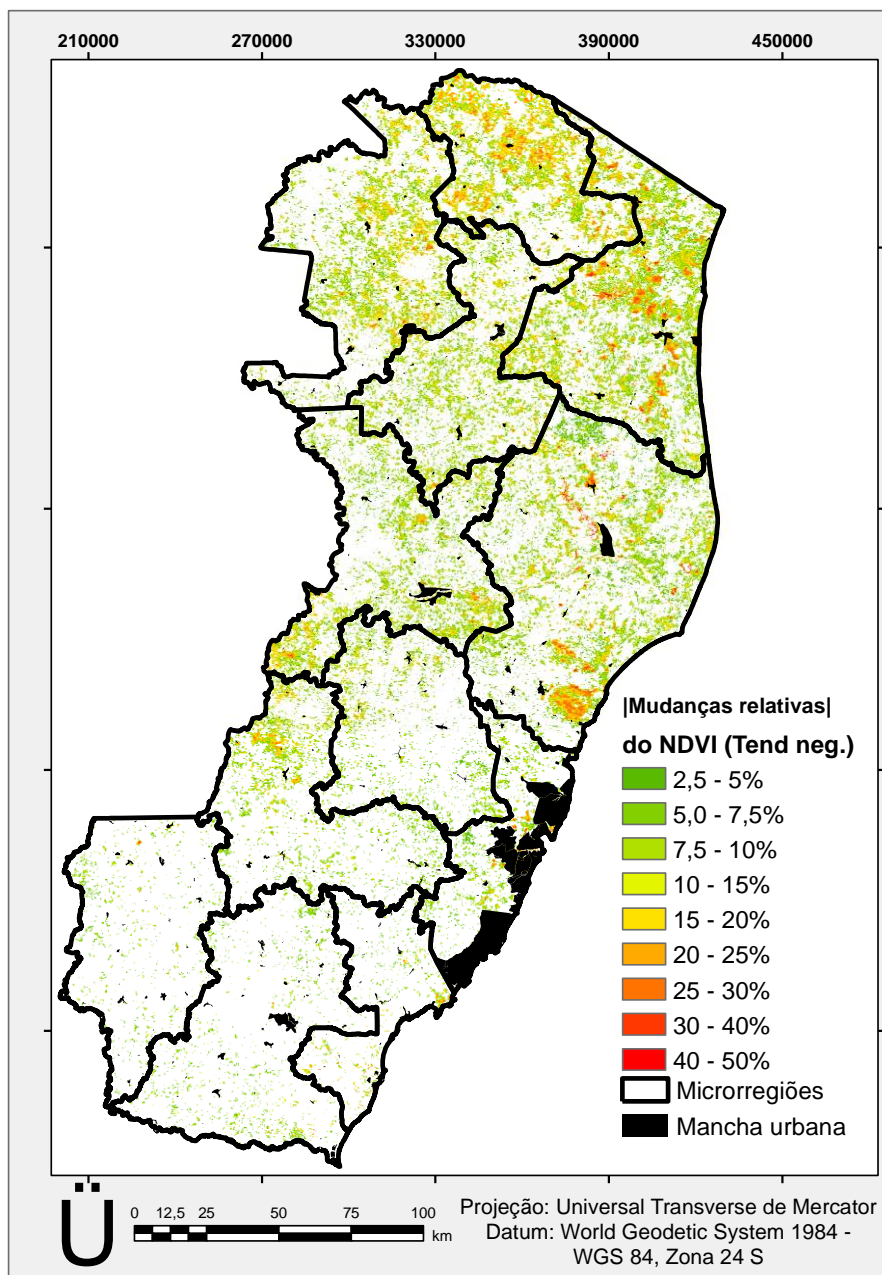 210000 270000 330000 390000 450000
|Mudanças relativas|
do NDVI (Tend neg.)
2,5 - 5%
5,0 - 7,5%
7,5 - 10%
10 - 15%
15 - 20%
20 - 25%
25 - 30%
30 - 40%
40 - 50%
Microrregiões
Mancha urbana
Ü
0 12,5 25 50 75 100
km
Projeção: Universal Transverse de Mercator
Datum: World Geodetic System 1984 -
WGS 84, Zona 24 S